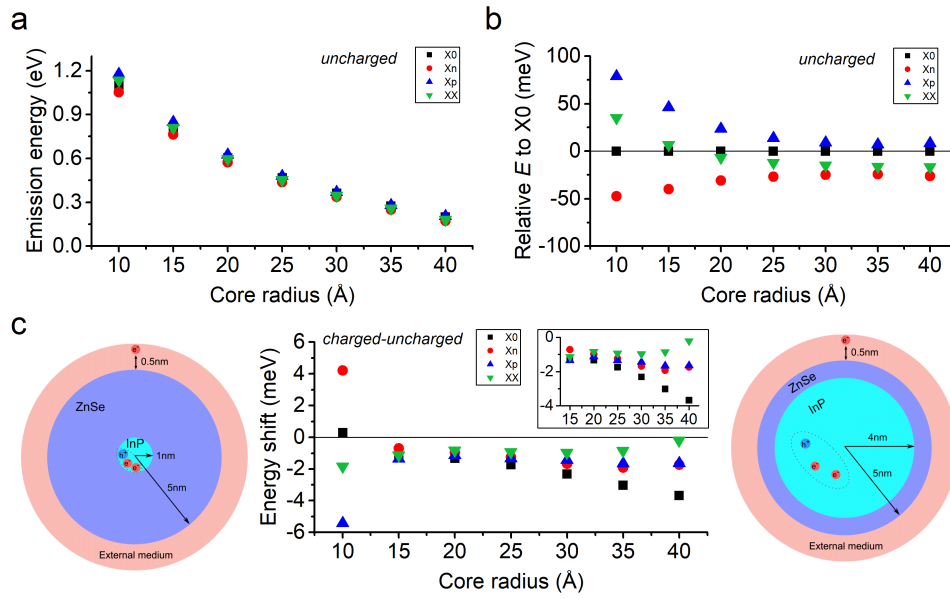 a
uncharged
X0
Xn
Xp
XX
Emission energy (eV)
1.2
0.9
0.6
0.3
0.0
10 15 20 25 30 35 40
Core radius (Å)
b
uncharged
X0
Xn
Xp
XX
Relative E to X0 (meV)
100
50
0
-50
-100
10 15 20 25 30 35 40
Core radius (Å)
c
e-
0.5nm
ZnSe
InP
h+
e-
e-
1nm
5nm
External medium
charged-uncharged
X0
Xn
Xp
XX
Energy shift (meV)
6
4
2
0
-2
-4
-6
10 15 20 25 30 35 40
Core radius (Å)
0
-2
-4
15 20 25 30 35 40
e-
0.5nm
ZnSe
InP
h+
e-
e-
4nm
5nm
External medium